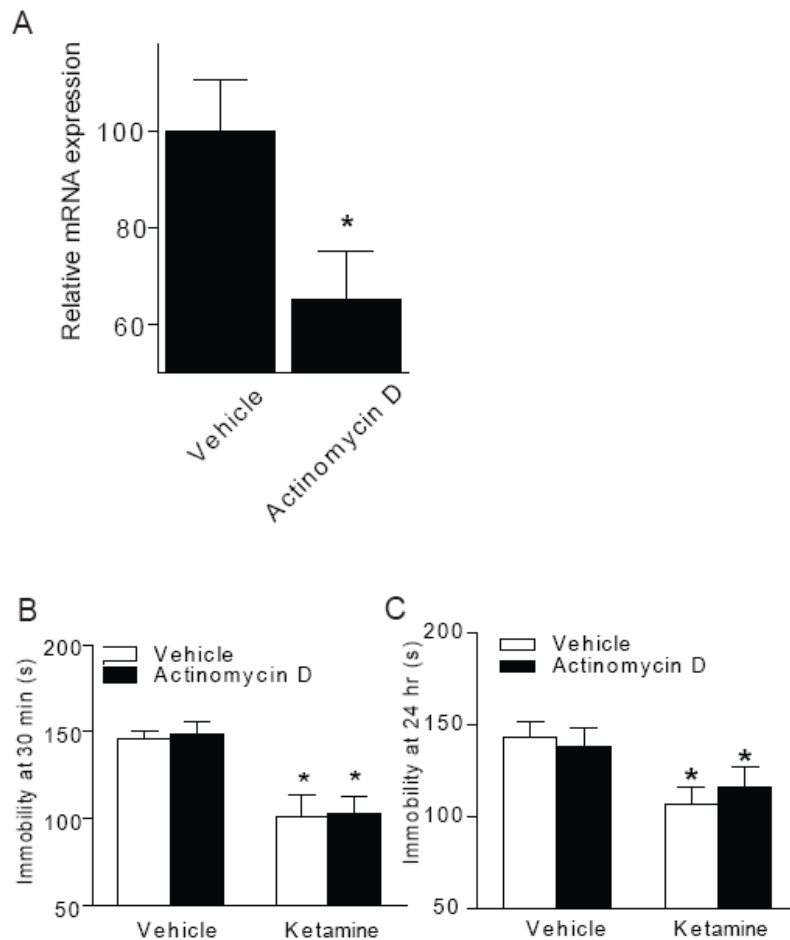 A
Relative mRNA expression
100
80
60
*
Vehicle
Actinomycin D
B
Immobility at 30 min (s)
200
150
100
50
Vehicle
Actinomycin D
* *
Vehicle Ketamine
C
Immobility at 24 hr (s)
200
150
100
50
Vehicle
Actinomycin D
* *
Vehicle Ketamine